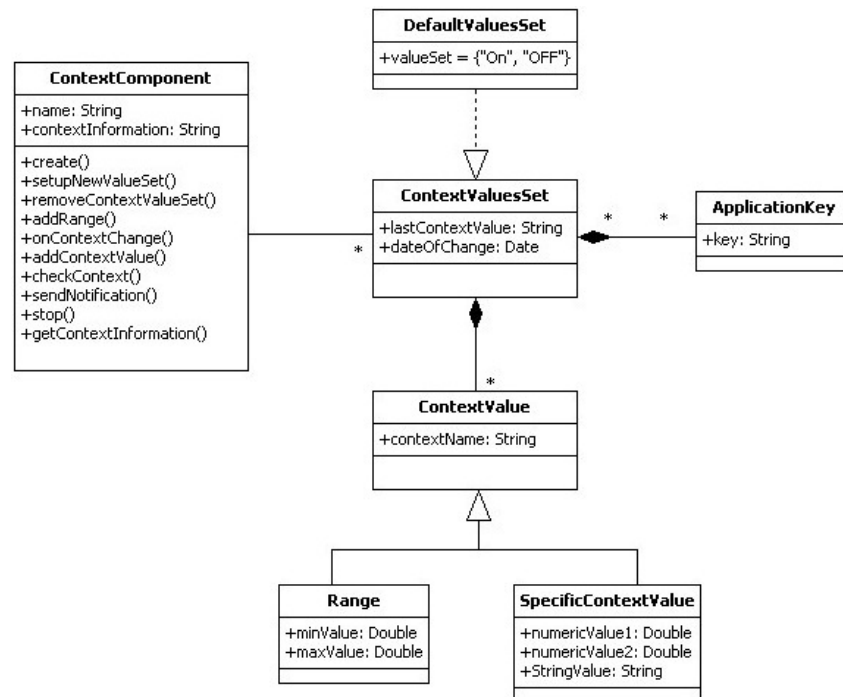 DefaultValuesSet
+valueSet = {"On", "OFF"}
ContextComponent
+name: String
+contextInformation: String
+create()
+setupNewValueSet()
+removeContextValueSet()
+addRange()
+onContextChange()
+addContextValue()
+checkContext()
+sendNotification()
+stop()
+getContextInformation()
*
ContextValuesSet
+lastContextValue: String
+dateOfChange: Date
*
*
ApplicationKey
+key: String
*
ContextValue
+contextName: String
Range
+minValue: Double
+maxValue: Double
SpecificContextValue
+numericValue1: Double
+numericValue2: Double
+StringValue: String